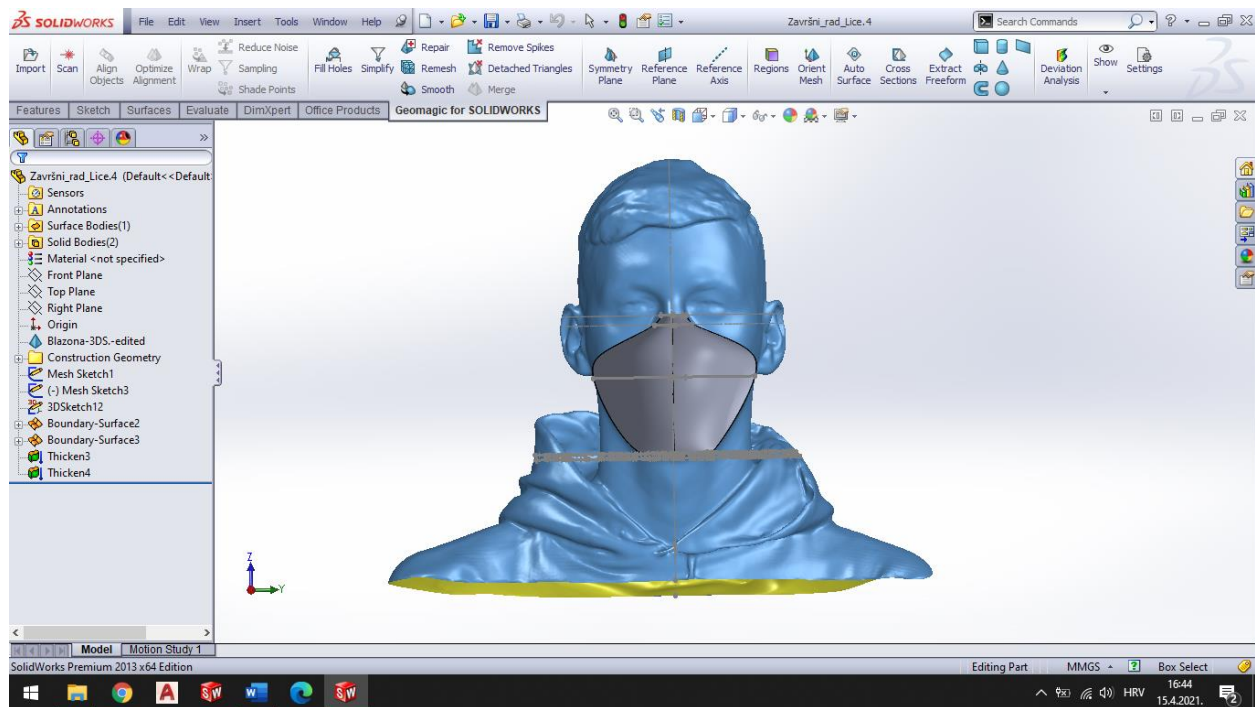 SOLIDWORKS File Edit View Insert Tools Window Help Završni_rad_Lice.4 Search Commands
Import Scan Align Objects Optimize Alignment Wrap Reduce Noise Sampling Shade Points Fill Holes Simplify Repair Remesh Smooth Remove Spikes Detached Triangles Merge Symmetry Plane Reference Plane Reference Axis Regions Orient Mesh Auto Surface Cross Sections Extract Freeform Deviation Analysis Show Settings
Features Sketch Surfaces Evaluate DimXpert Office Products Geomagic for SOLIDWORKS
Završni_rad_Lice.4 (Default<<Default
Sensors
Annotations
Surface Bodies(1)
Solid Bodies(2)
Material <not specified>
Front Plane
Top Plane
Right Plane
Origin
Blazona-3DS.-edited
Construction Geometry
Mesh Sketch1
(-) Mesh Sketch3
3DSketch12
Boundary-Surface2
Boundary-Surface3
Thicken3
Thicken4
Z
Y
Model Motion Study 1
SolidWorks Premium 2013 x64 Edition Editing Part MMGS Box Select
HRV 16:44
15.4.2021.